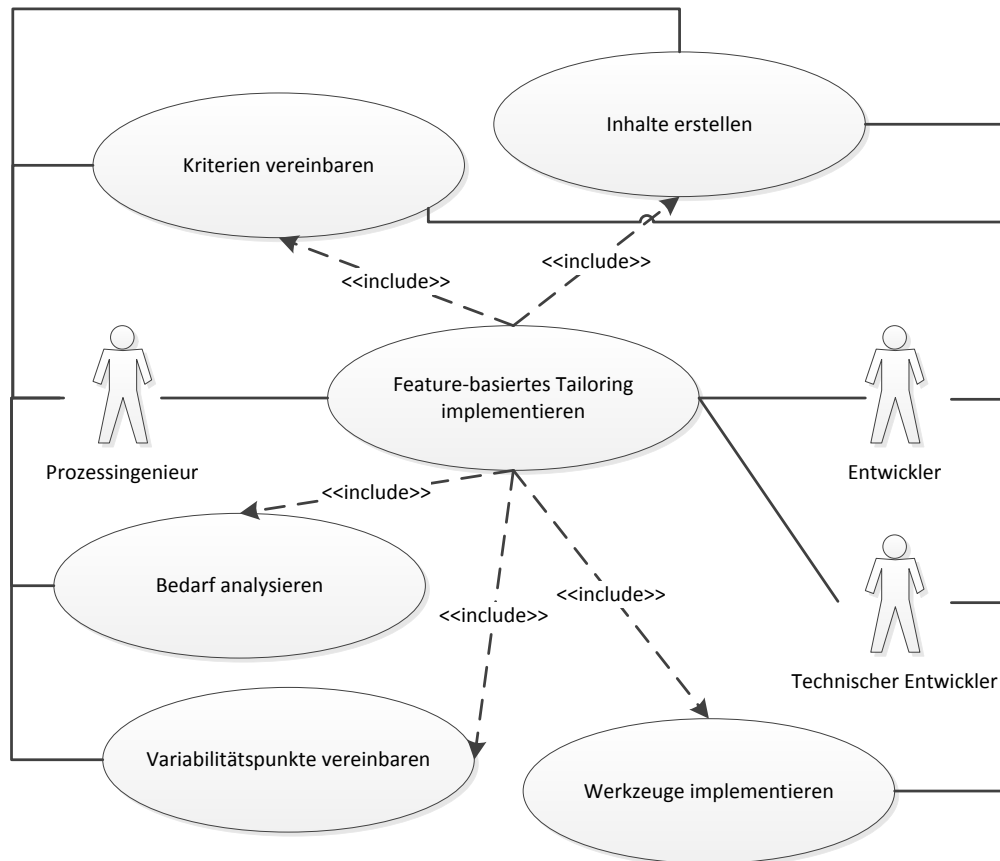 Inhalte erstellen
Kriterien vereinbaren
<<include>>
<<include>>
Feature-basiertes Tailoring
implementieren
Prozessingenieur
Entwickler
<<include>>
Bedarf analysieren
<<include>>
<<include>>
Technischer Entwickler
Variabilitätspunkte vereinbaren
Werkzeuge implementieren